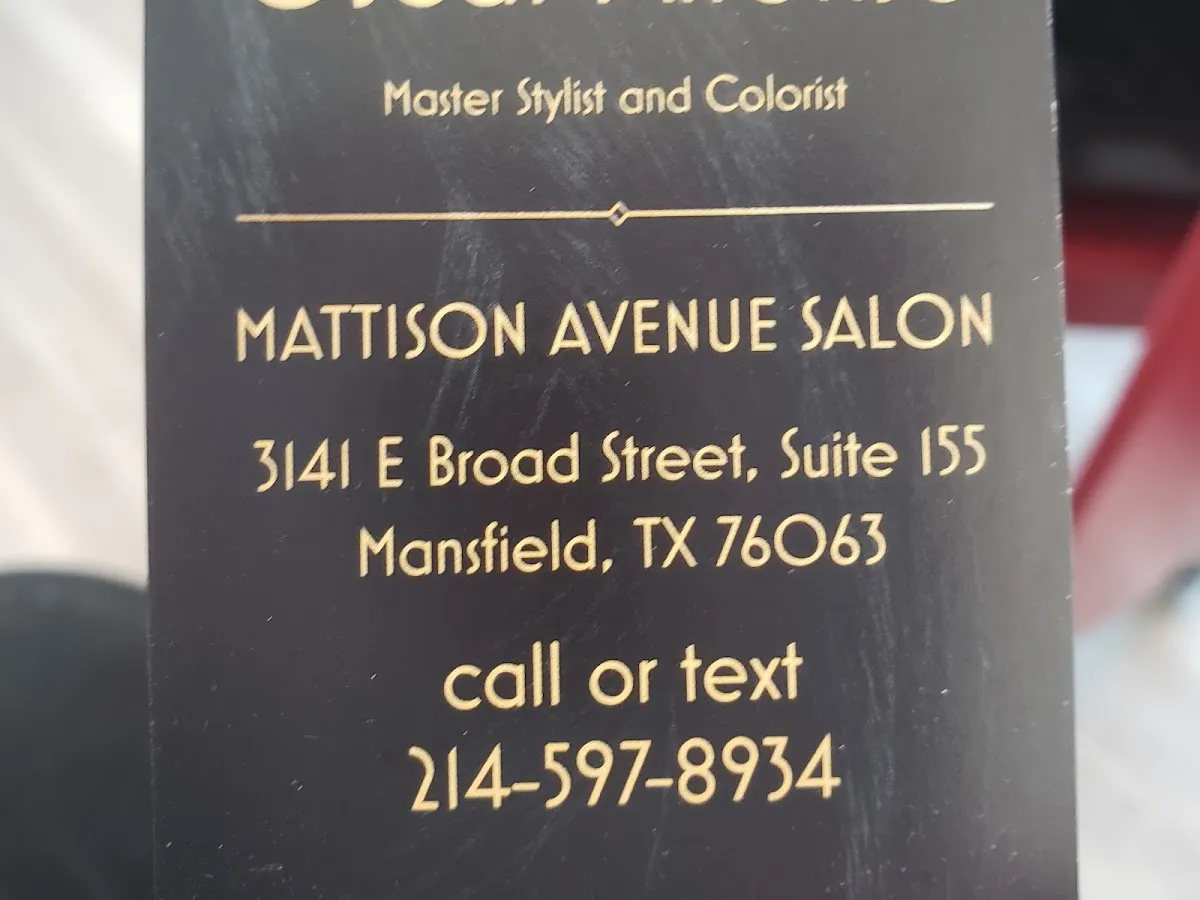 Master Stylist and Colorist
MATTISON AVENUE SALON
3141 E Broad Street, Suite 155
Mansfield, TX 76063
call or text
214-597-8934